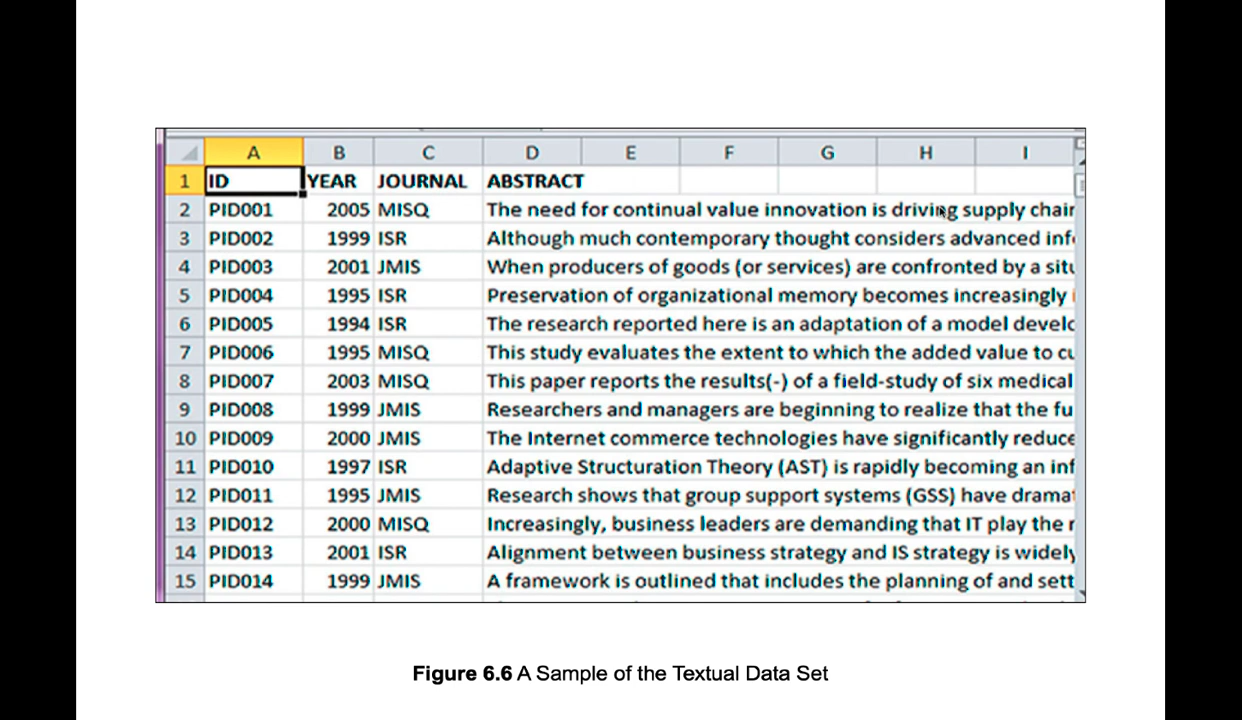 A B C D E F G H I
1 ID YEAR JOURNAL ABSTRACT
2 PID001 2005 MISQ The need for continual value innovation is driving supply chain
3 PID002 1999 ISR Although much contemporary thought considers advanced
4 PID003 2001 JMIS When producers of goods (or services) are confronted by a
5 PID004 1995 ISR Preservation of organizational memory becomes increasingly
6 PID005 1994 ISR The research reported here is an adaptation of a model
7 PID006 1995 MISQ This study evaluates the extent to which the added value to
8 PID007 2003 MISQ This paper reports the results(-) of a field-study of six medical
9 PID008 1999 JMIS Researchers and managers are beginning to realize that the
10 PID009 2000 JMIS The Internet commerce technologies have significantly reduce
11 PID010 1997 ISR Adaptive Structuration Theory (AST) is rapidly becoming an
12 PID011 1995 JMIS Research shows that group support systems (GSS) have
13 PID012 2000 MISQ Increasingly, business leaders are demanding that IT play the
14 PID013 2001 ISR Alignment between business strategy and IS strategy is widely
15 PID014 1999 JMIS A framework is outlined that includes the planning of and sett
Figure 6.6 A Sample of the Textual Data Set